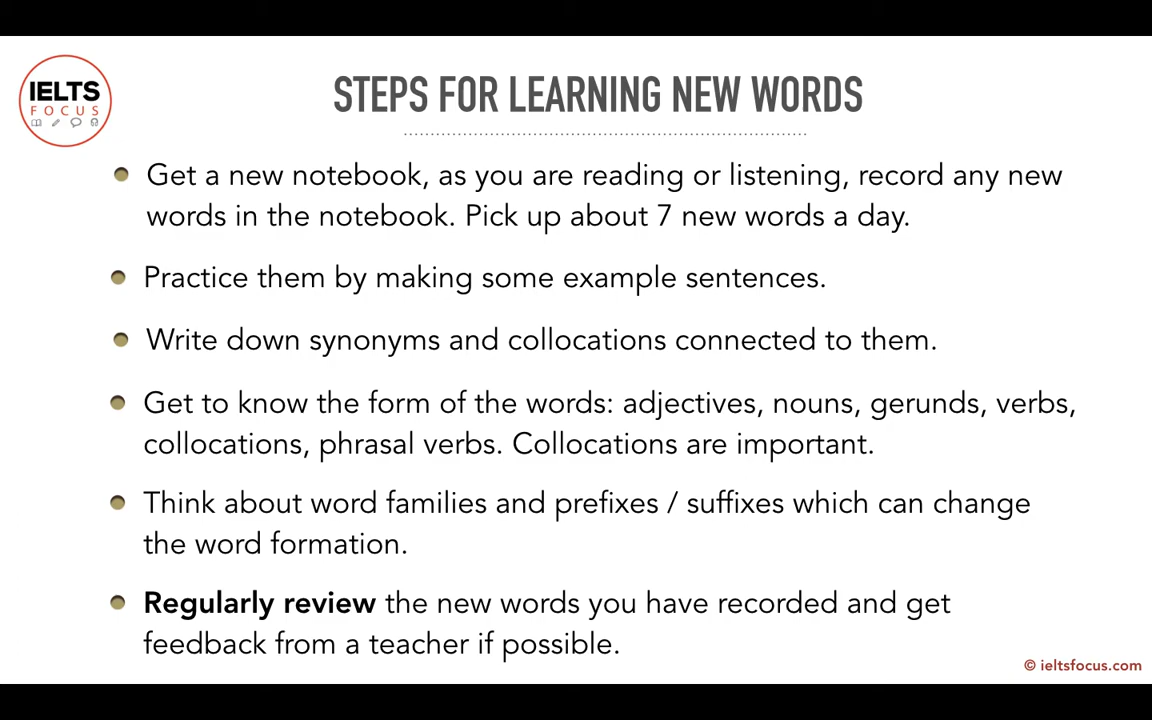 IELTS
FOCUS
STEPS FOR LEARNING NEW WORDS
Get a new notebook, as you are reading or listening, record any new
words in the notebook. Pick up about 7 new words a day.
Practice them by making some example sentences.
Write down synonyms and collocations connected to them.
Get to know the form of the words: adjectives, nouns, gerunds, verbs,
collocations, phrasal verbs. Collocations are important.
Think about word families and prefixes / suffixes which can change
the word formation.
Regularly review the new words you have recorded and get
feedback from a teacher if possible.
© ieltsfocus.com